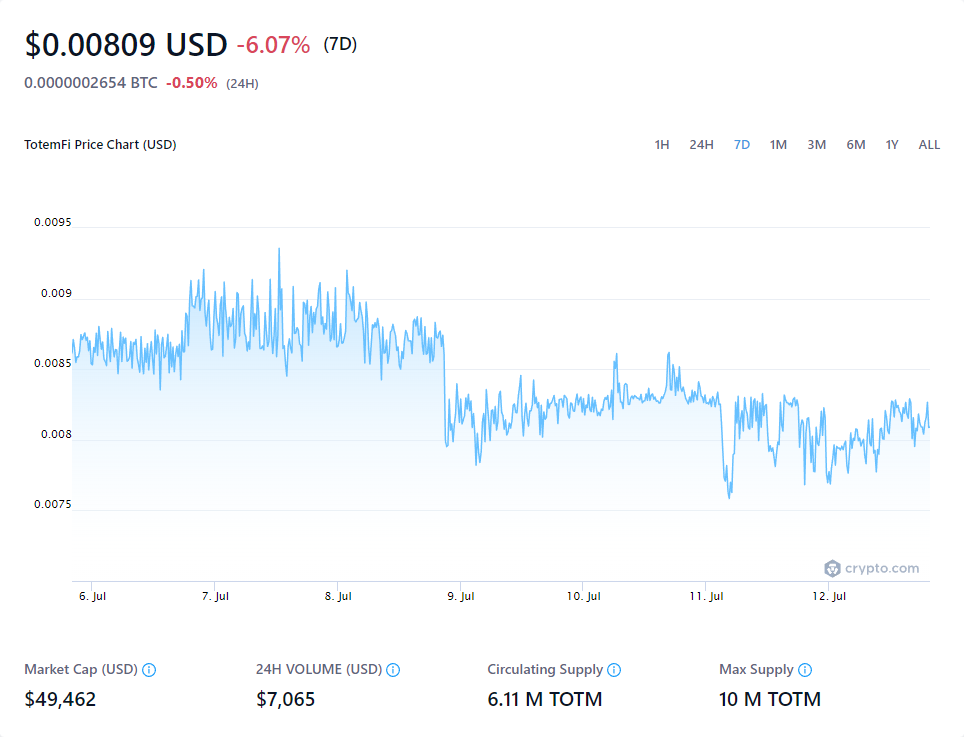 $0.00809 USD -6.07% (7D)
0.0000002654 BTC -0.50% (24H)
TotemFi Price Chart (USD) 1H 24H 7D 1M 3M 6M 1Y ALL
0.0095
0.009
0.0085
0.008
0.0075
crypto.com
6. Jul 7. Jul 8. Jul 9. Jul 10. Jul 11. Jul 12. Jul
Market Cap (USD) 24H VOLUME (USD) Circulating Supply Max Supply
$49,462 $7,065 6.11 M TOTM 10 M TOTM